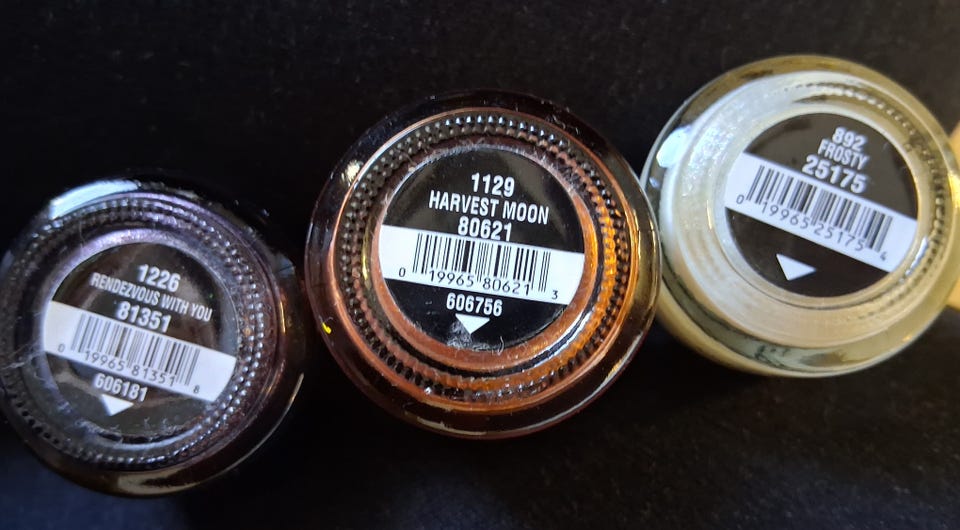 1226
RENDEZVOUS WITH YOU
81351
0 19965 81351 8
606181
1129
HARVEST MOON
80621
0 19965 80621 3
606756
892
FROSTY
25175
0 19965 25175 4